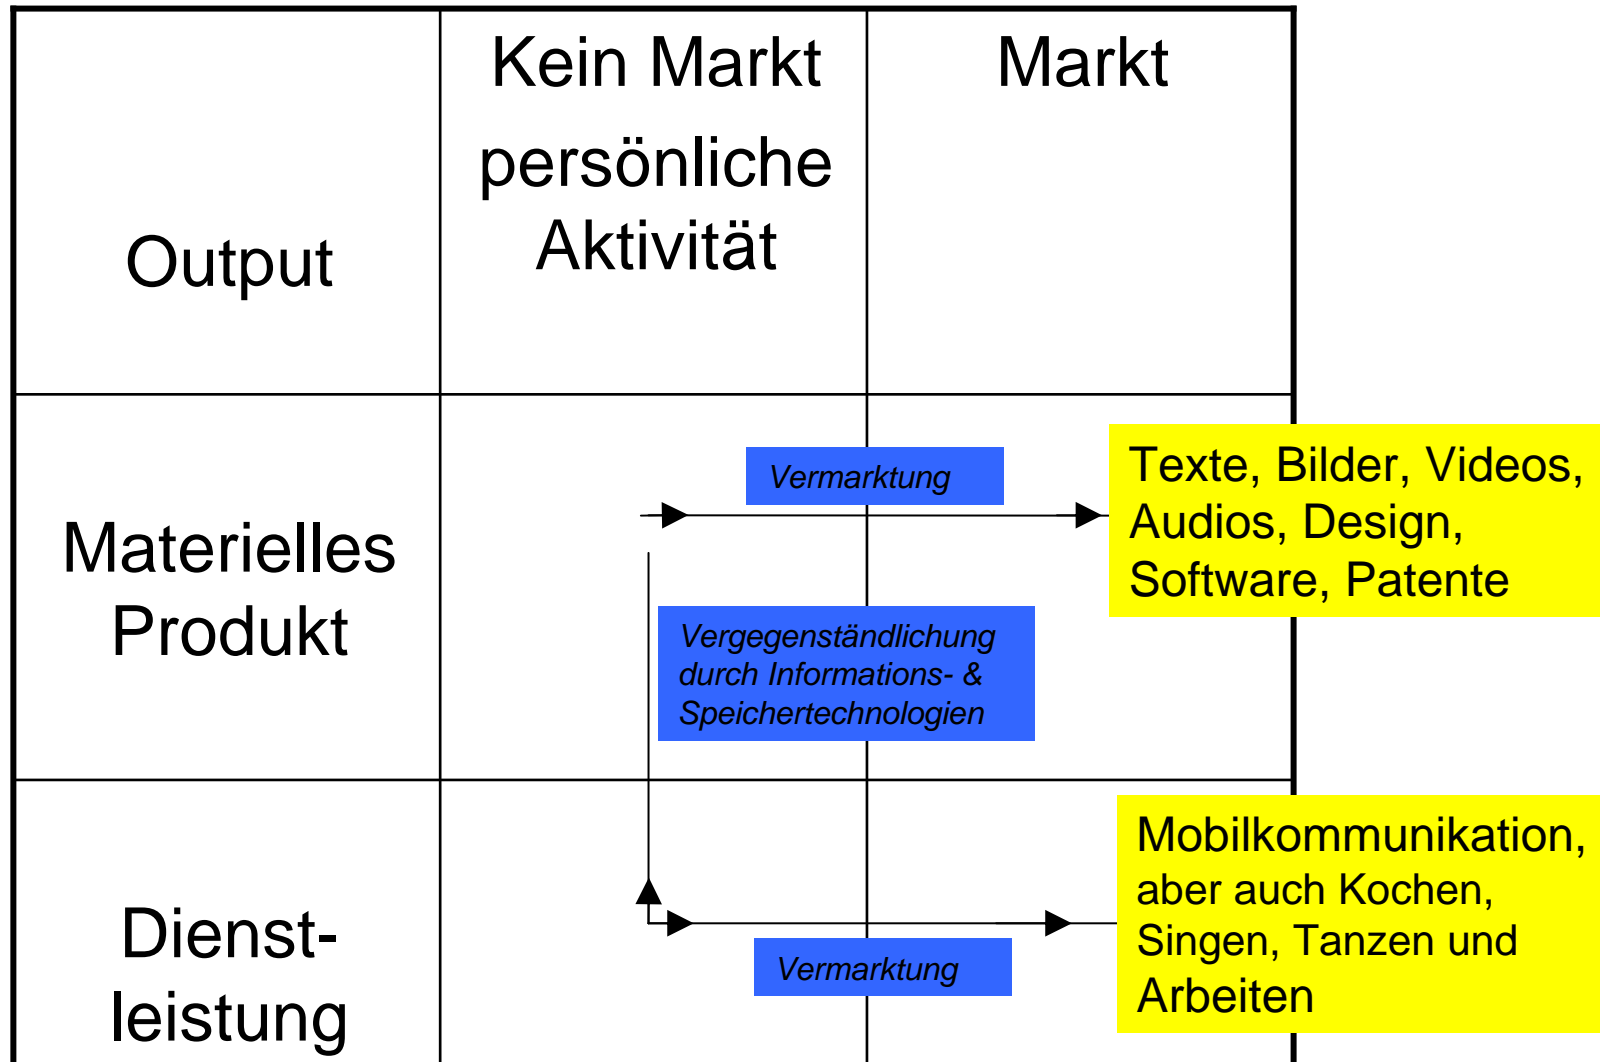 Output
Kein Markt
persönliche
Aktivität
Markt
Materielles
Produkt
Vermarktung
Vergegenständlichung
durch Informations- &
Speichertechnologien
Texte, Bilder, Videos,
Audios, Design,
Software, Patente
Dienst-
leistung
Vermarktung
Mobilkommunikation,
aber auch Kochen,
Singen, Tanzen und
Arbeiten